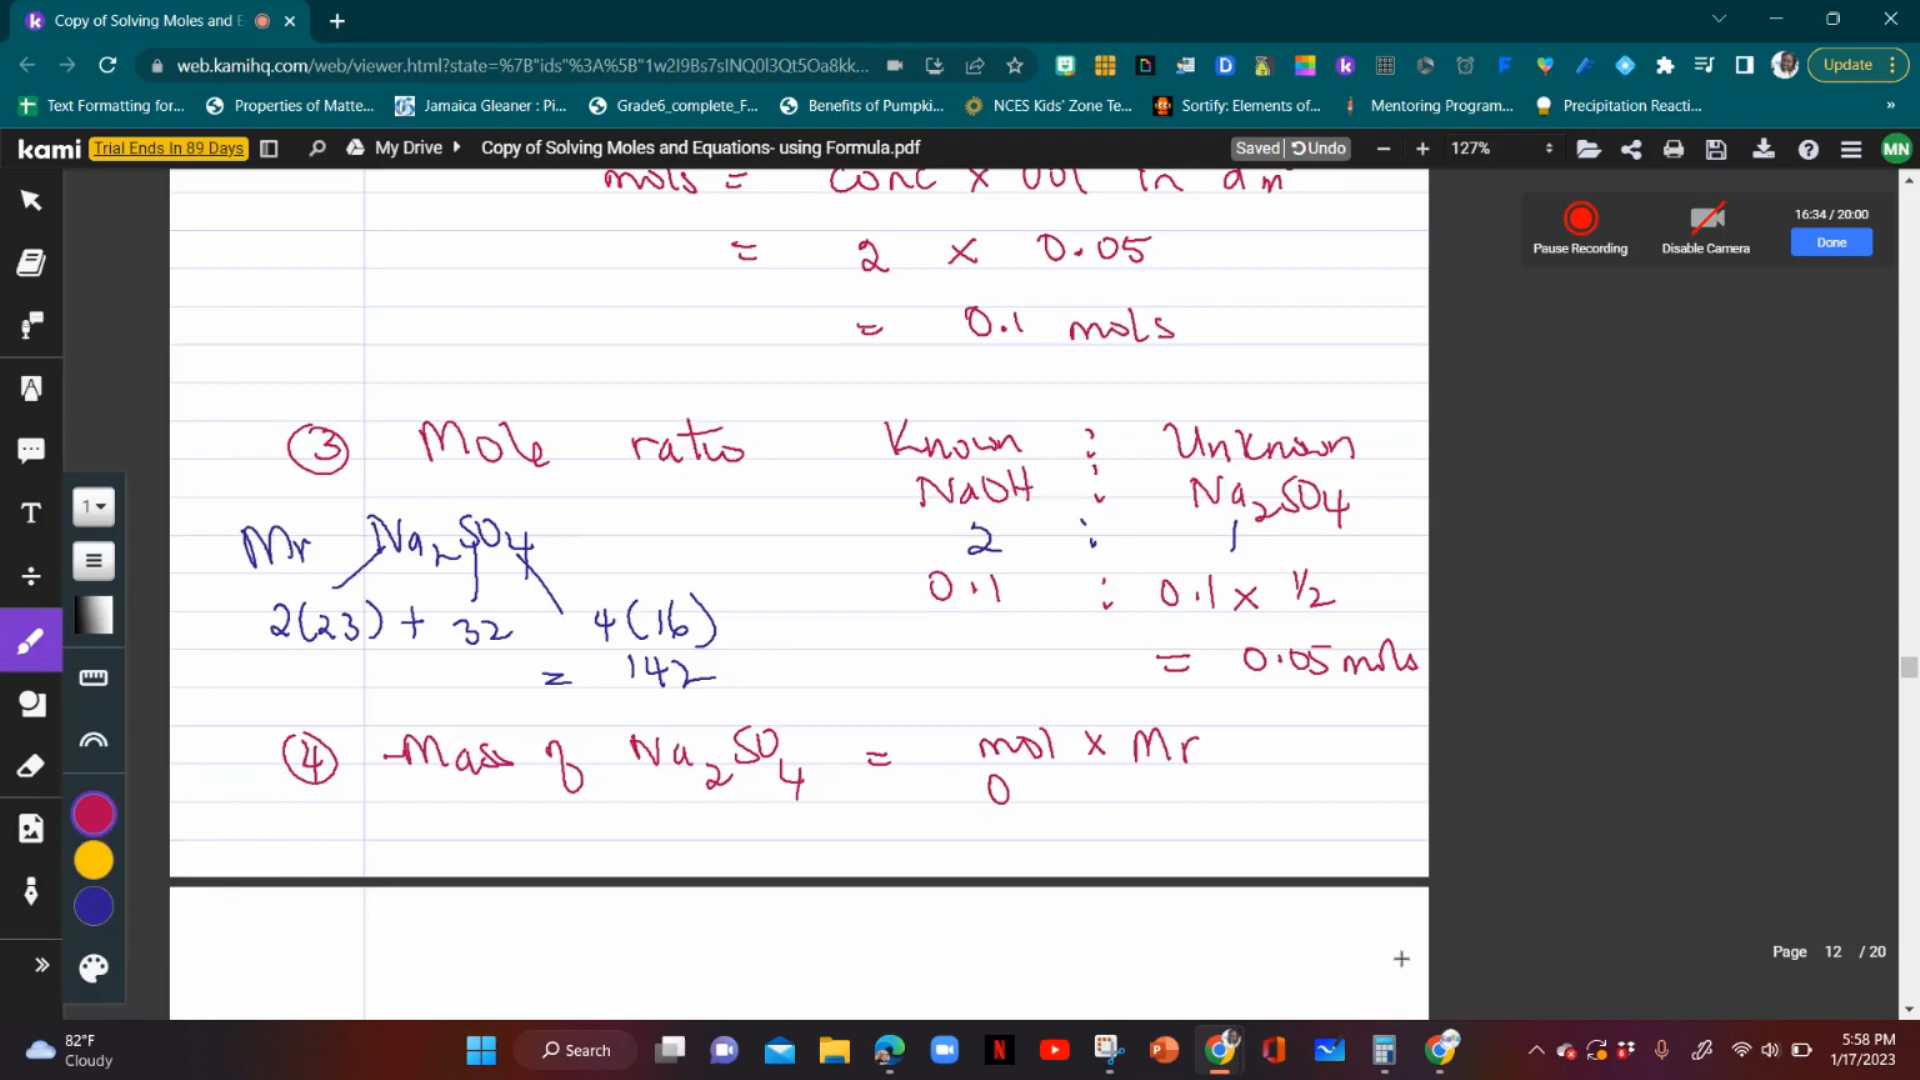 Copy of Solving Moles and E
web.kamihq.com/web/viewer.html?state=%7B"ids"%3A%5B"1w2I9Bs7sINQ0l3Qt5Oa8kk...
Update
Text Formatting for...
Properties of Matte...
Jamaica Gleaner : Pi...
Grade6_complete_F...
Benefits of Pumpki...
NCES Kids' Zone Te...
Sortify: Elements of...
Mentoring Program...
Precipitation Reacti...
»
kami Trial Ends In 89 Days My Drive Copy of Solving Moles and Equations- using Formula.pdf Saved Undo 127% MN
16:34 / 20:00
Pause Recording Disable Camera Done
mols = conc x vol in dm
= 2 x 0.05
= 0.1 mols
③ Mole ratio Known : Unknown
NaOH : Na₂SO₄
Mr Na₂SO₄ 2 : 1
0.1 : 0.1 x 1/2
2(23) + 32 4(16)
= 0.05 mols
= 142
④ Mass of Na₂SO₄ = mol x Mr
0
Page 12 / 20
1
82°F
Cloudy
Search
5:58 PM
1/17/2023